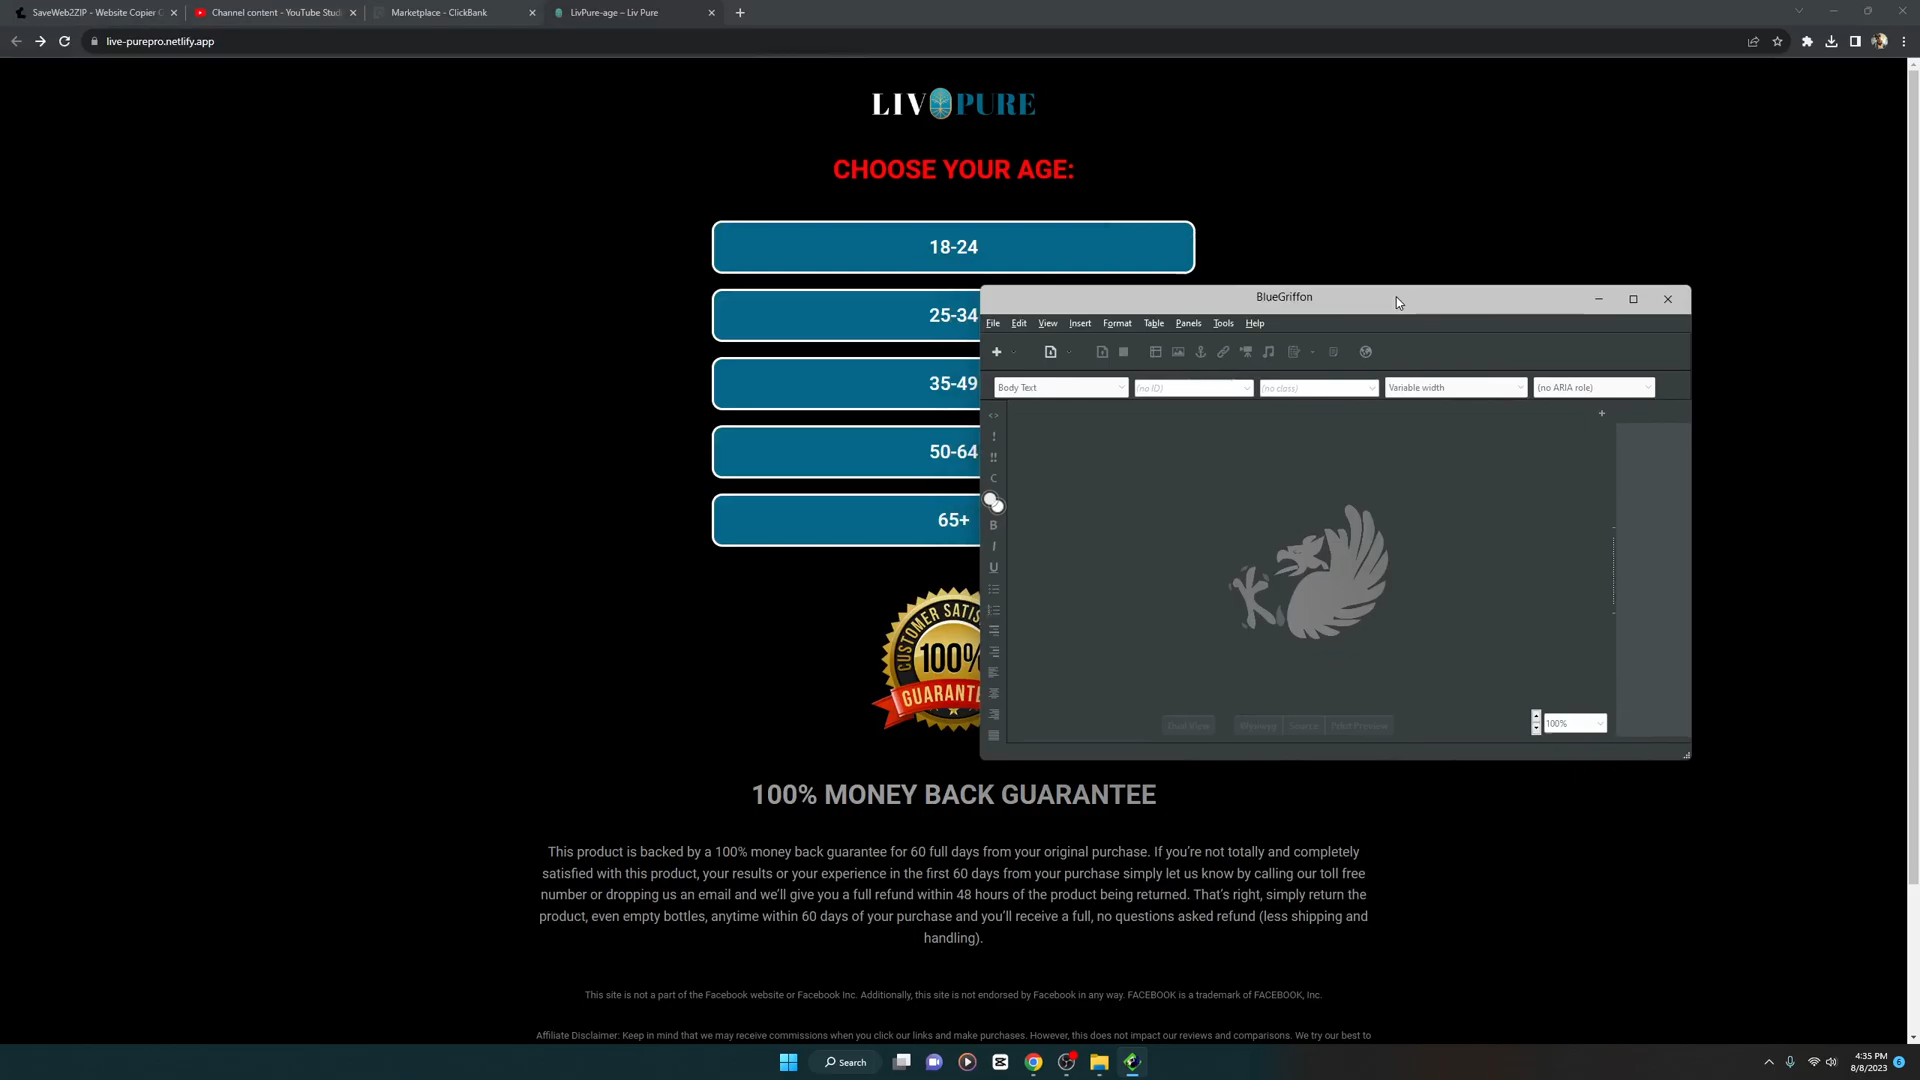 SaveWeb2ZIP - Website Copier C
Channel content - YouTube Stud
Marketplace - ClickBank
LivPure-age – Liv Pure
live-purepro.netlify.app
LIV PURE
CHOOSE YOUR AGE:
18-24
25-34
35-49
50-64
65+
BlueGriffon
File Edit View Insert Format Table Panels Tools Help
Body Text
(no ID)
(no class)
Variable width
(no ARIA role)
<>
!
!!
C
B
I
U
Dual View
Wysiwyg
Source
Print Preview
100%
CUSTOMER SATIS
100%
GUARANTE
100% MONEY BACK GUARANTEE
This product is backed by a 100% money back guarantee for 60 full days from your original purchase. If you’re not totally and completely
satisfied with this product, your results or your experience in the first 60 days from your purchase simply let us know by calling our toll free
number or dropping us an email and we’ll give you a full refund within 48 hours of the product being returned. That’s right, simply return the
product, even empty bottles, anytime within 60 days of your purchase and you’ll receive a full, no questions asked refund (less shipping and
handling).
This site is not a part of the Facebook website or Facebook Inc. Additionally, this site is not endorsed by Facebook in any way. FACEBOOK is a trademark of FACEBOOK, Inc.
Affiliate Disclaimer: Keep in mind that we may receive commissions when you click our links and make purchases. However, this does not impact our reviews and comparisons. We try our best to
Search
4:35 PM
8/8/2023
6